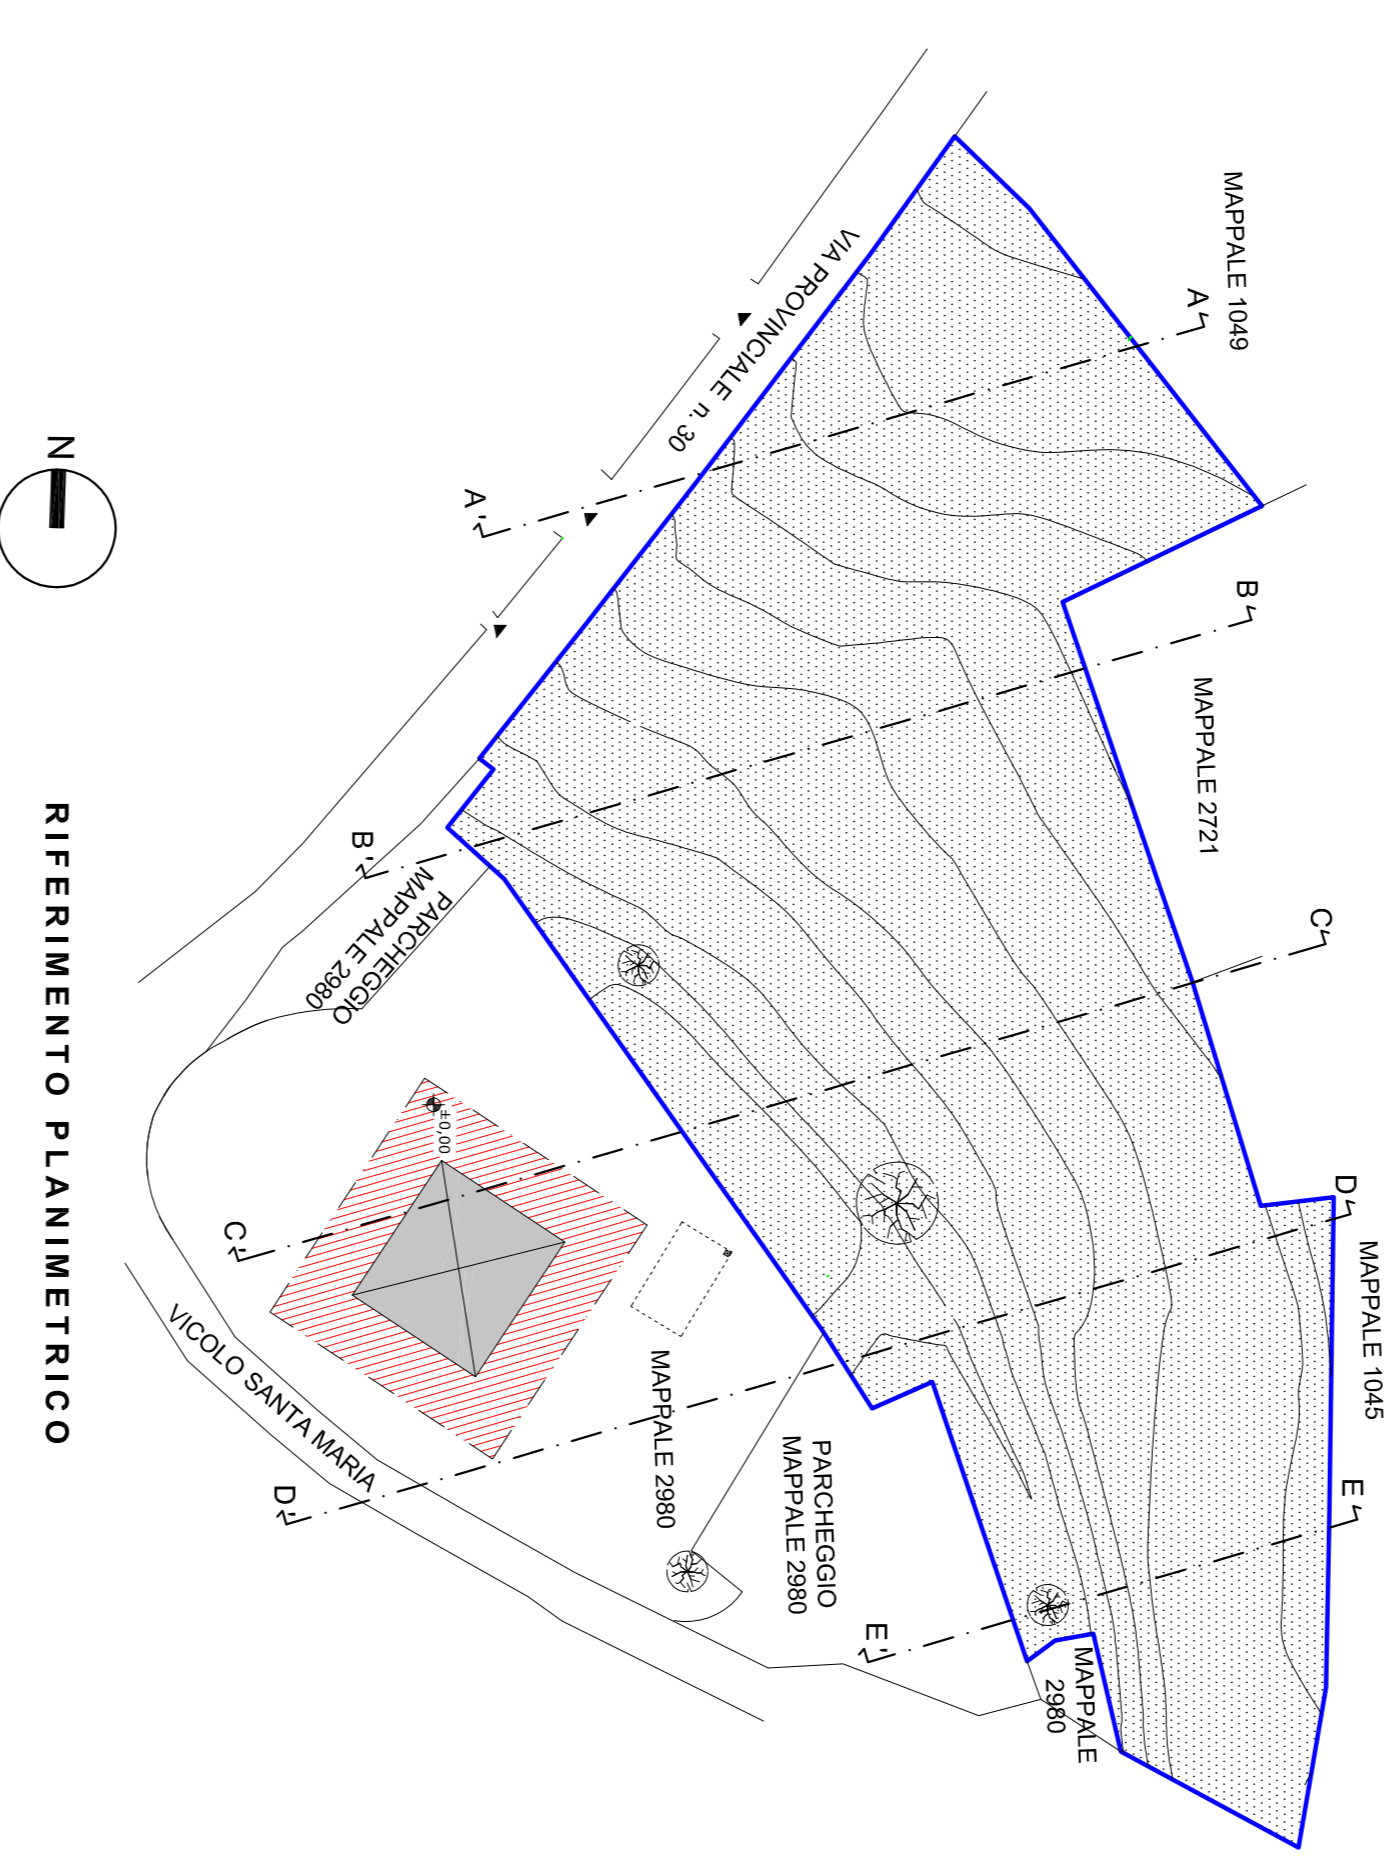 MAPPALE 1049
A
VIA PROVINCIALE n. 30
A'
N
B
MAPPALE 2721
B'
PARCHEGGIO
MAPPALE 2980
C
±0,00
C'
D
MAPPALE 1045
VICOLO SANTA MARIA
MAPPALE 2980
D'
PARCHEGGIO
MAPPALE 2980
E
E'
MAPPALE
2980
RIFERIMENTO PLANIMETRICO